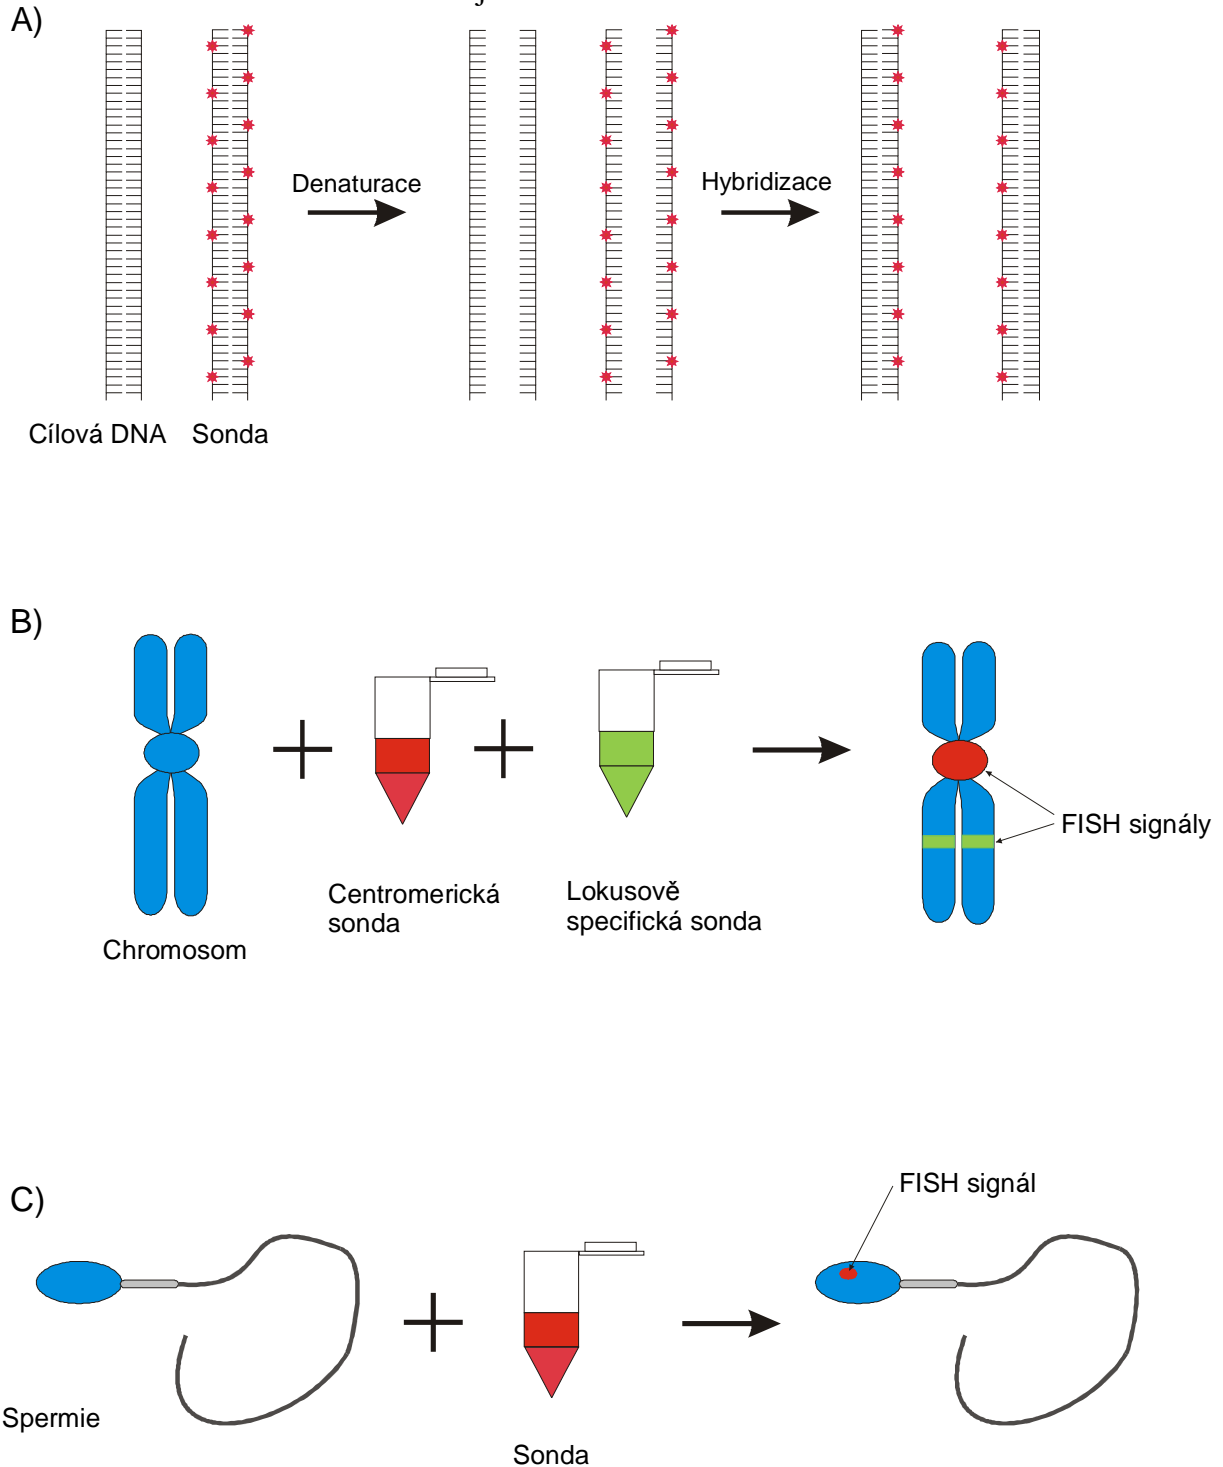 A)
Denaturace
Hybridizace
Cílová DNA
Sonda
B)
FISH signály
Centromerická
sonda
Lokusově
specifická sonda
Chromosom
C)
FISH signál
Spermie
Sonda